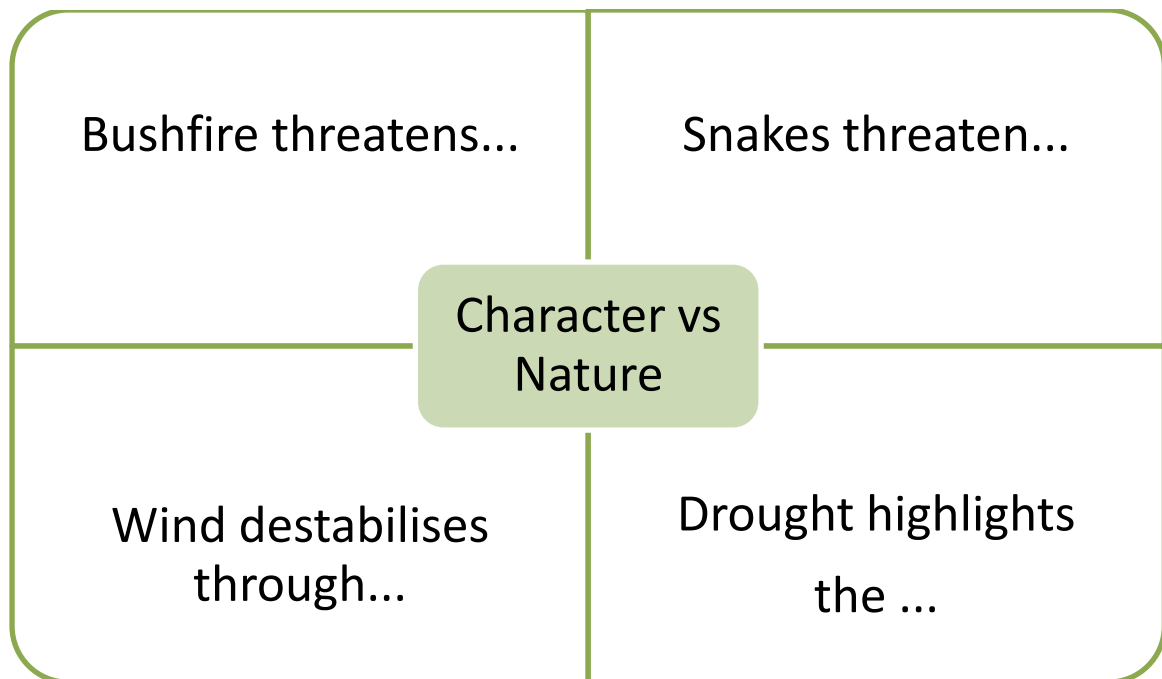 Bushfire threatens...
Snakes threaten...
Character vs
Nature
Wind destabilises
through...
Drought highlights
the ...